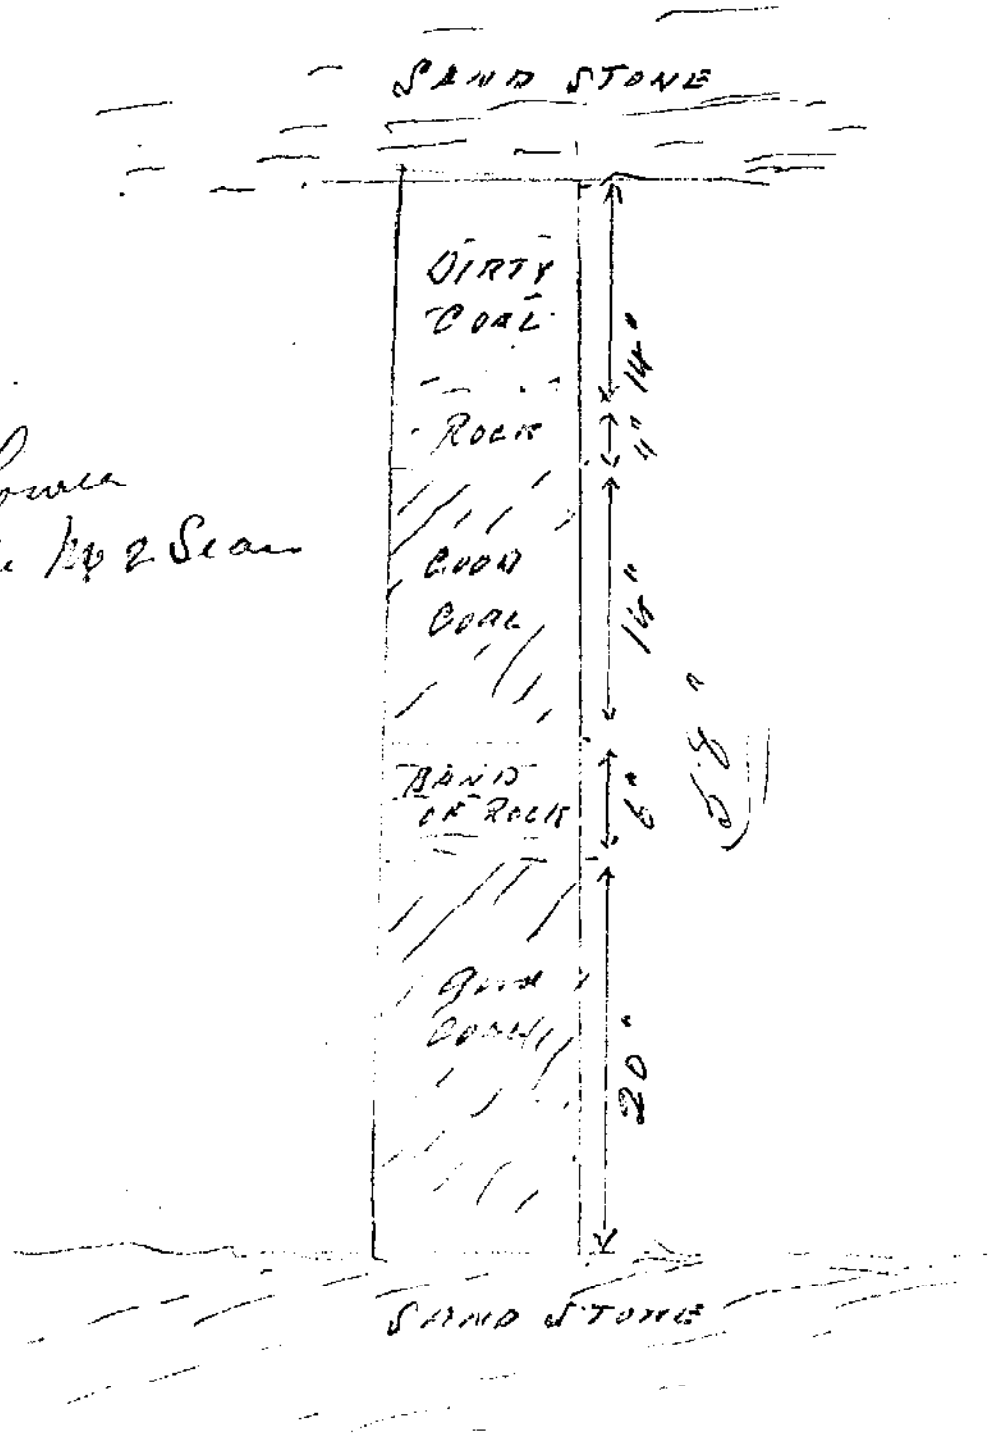 SAND STONE
DIRTY
COAL
14"
ROCK
4"
Lower
No 2 Seam
GOOD
COAL
14"
BAND
OF ROCK
6"
58"
Good
COAL
20"
SAND STONE